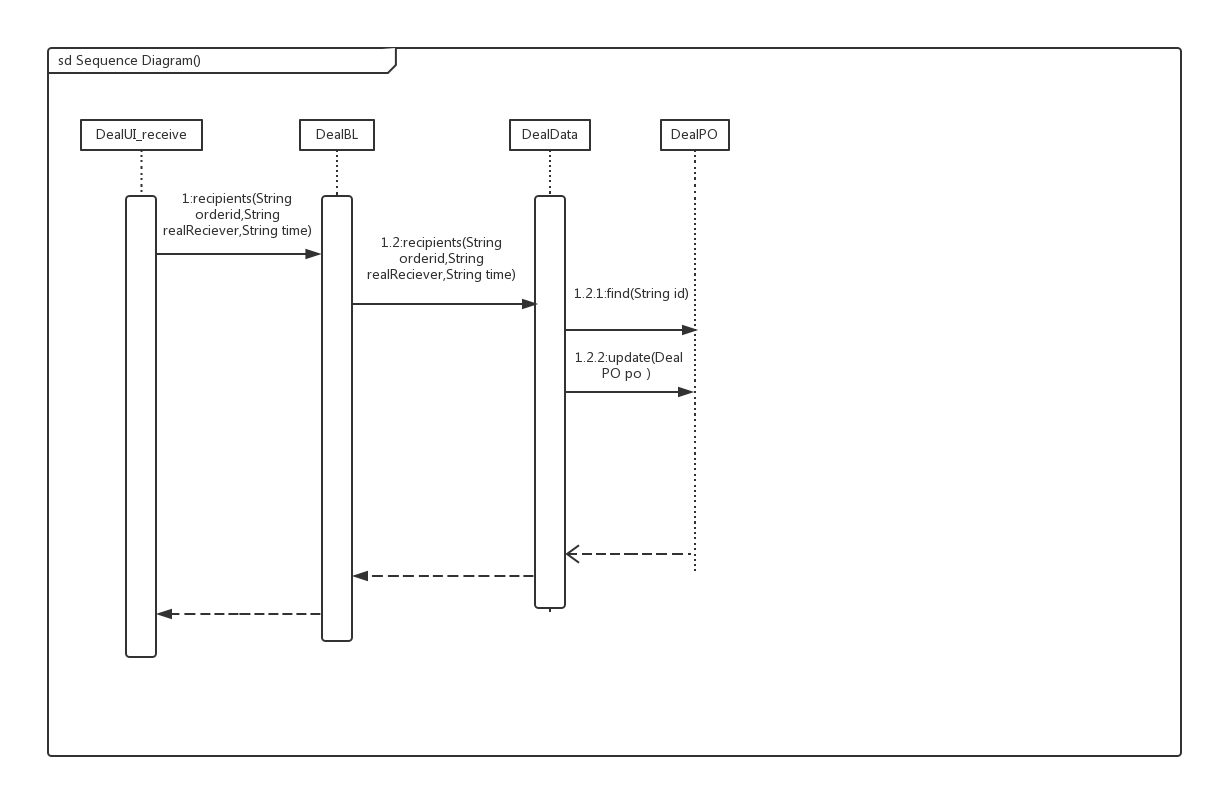 sd Sequence Diagram()
DealUI_receive
DealBL
DealData
DealPO
1:recipients(String
orderid,String
realReciever,String time)
1.2:recipients(String
orderid,String
realReciever,String time)
1.2.1:find(String id)
1.2.2:update(Deal
PO po ）